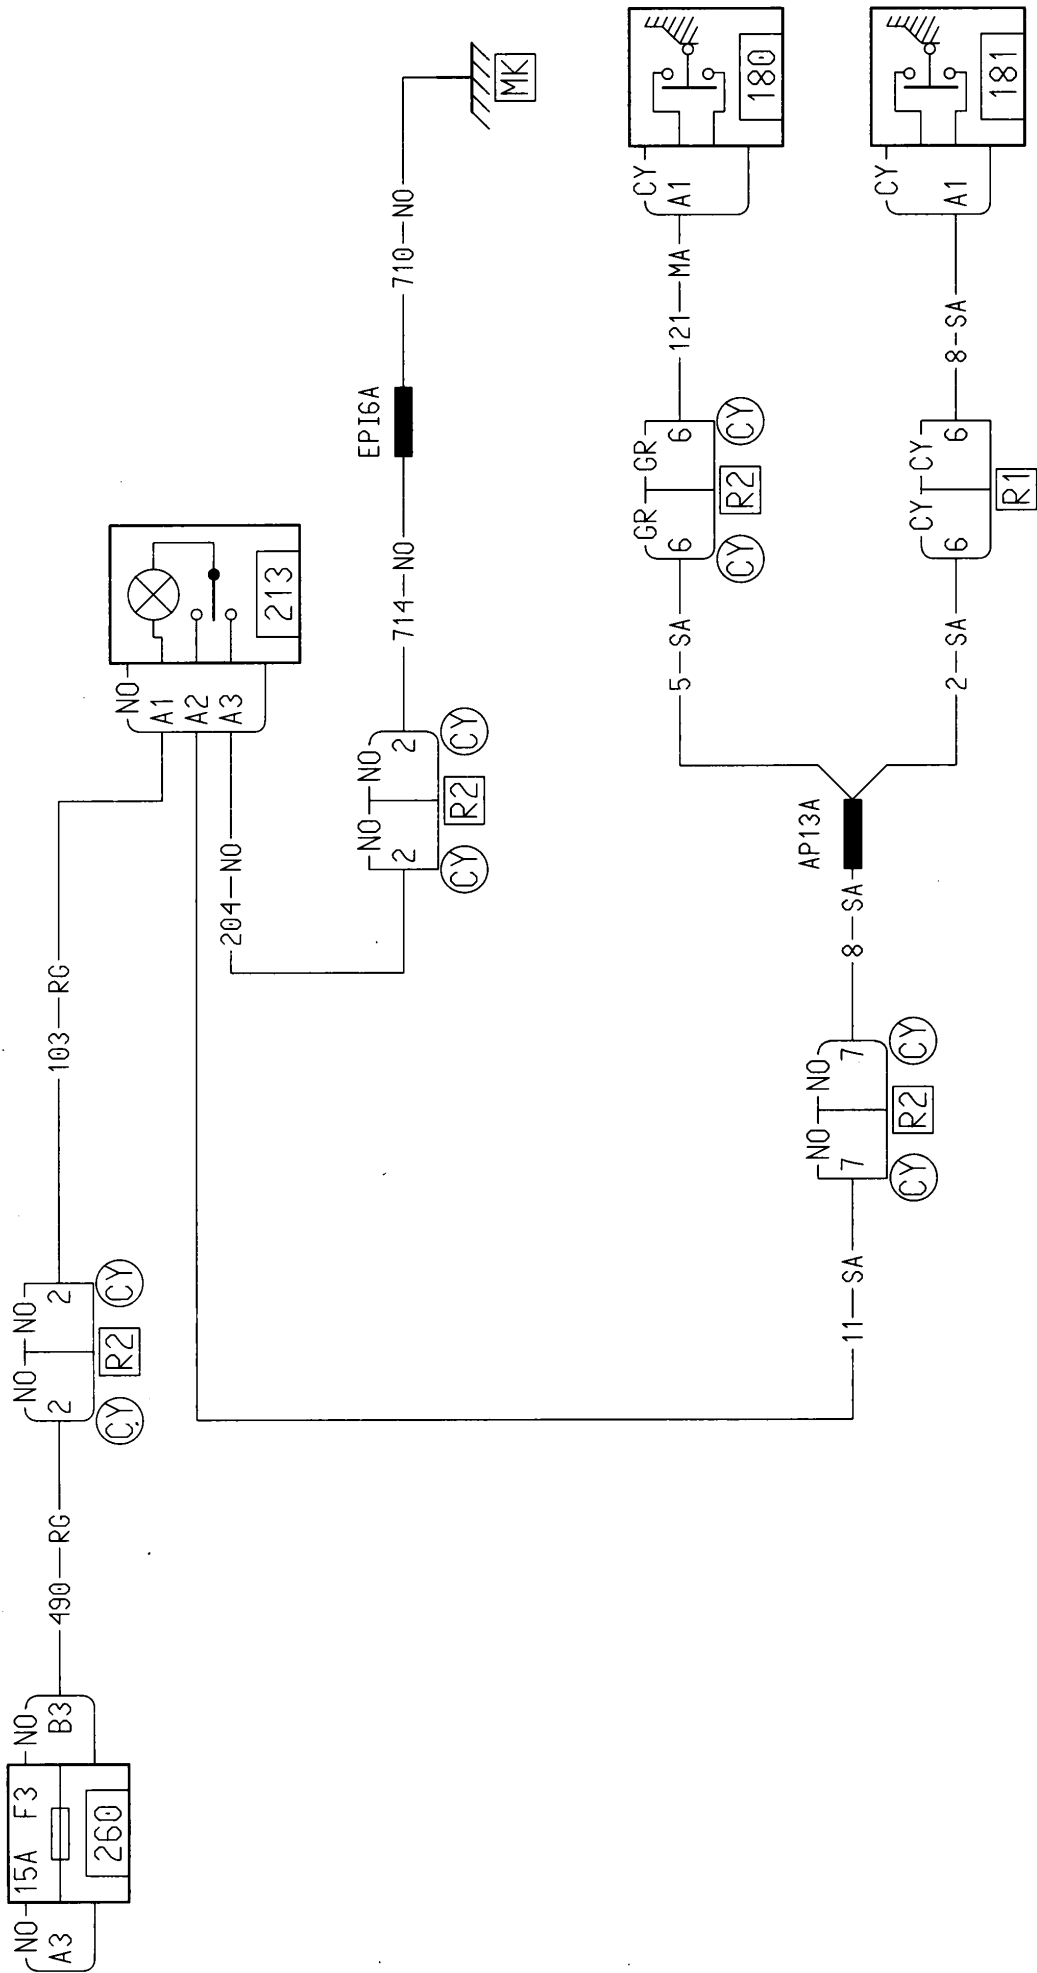 NO 15A F3 NO
A3 B3
260
490 RG
NO NO
2 2
CY R2 CY
103 RG
NO
A1
A2
A3
213
204 NO
NO NO
2 2
CY R2 CY
714 NO
EPI6A
710 NO
MK
11 SA
NO NO
7 7
CY R2 CY
8 SA
AP13A
5 SA
GR GR
6 6
CY R2 CY
121 MA
CY
A1
180
2 SA
CY CY
6 6
R1
8 SA
CY
A1
181